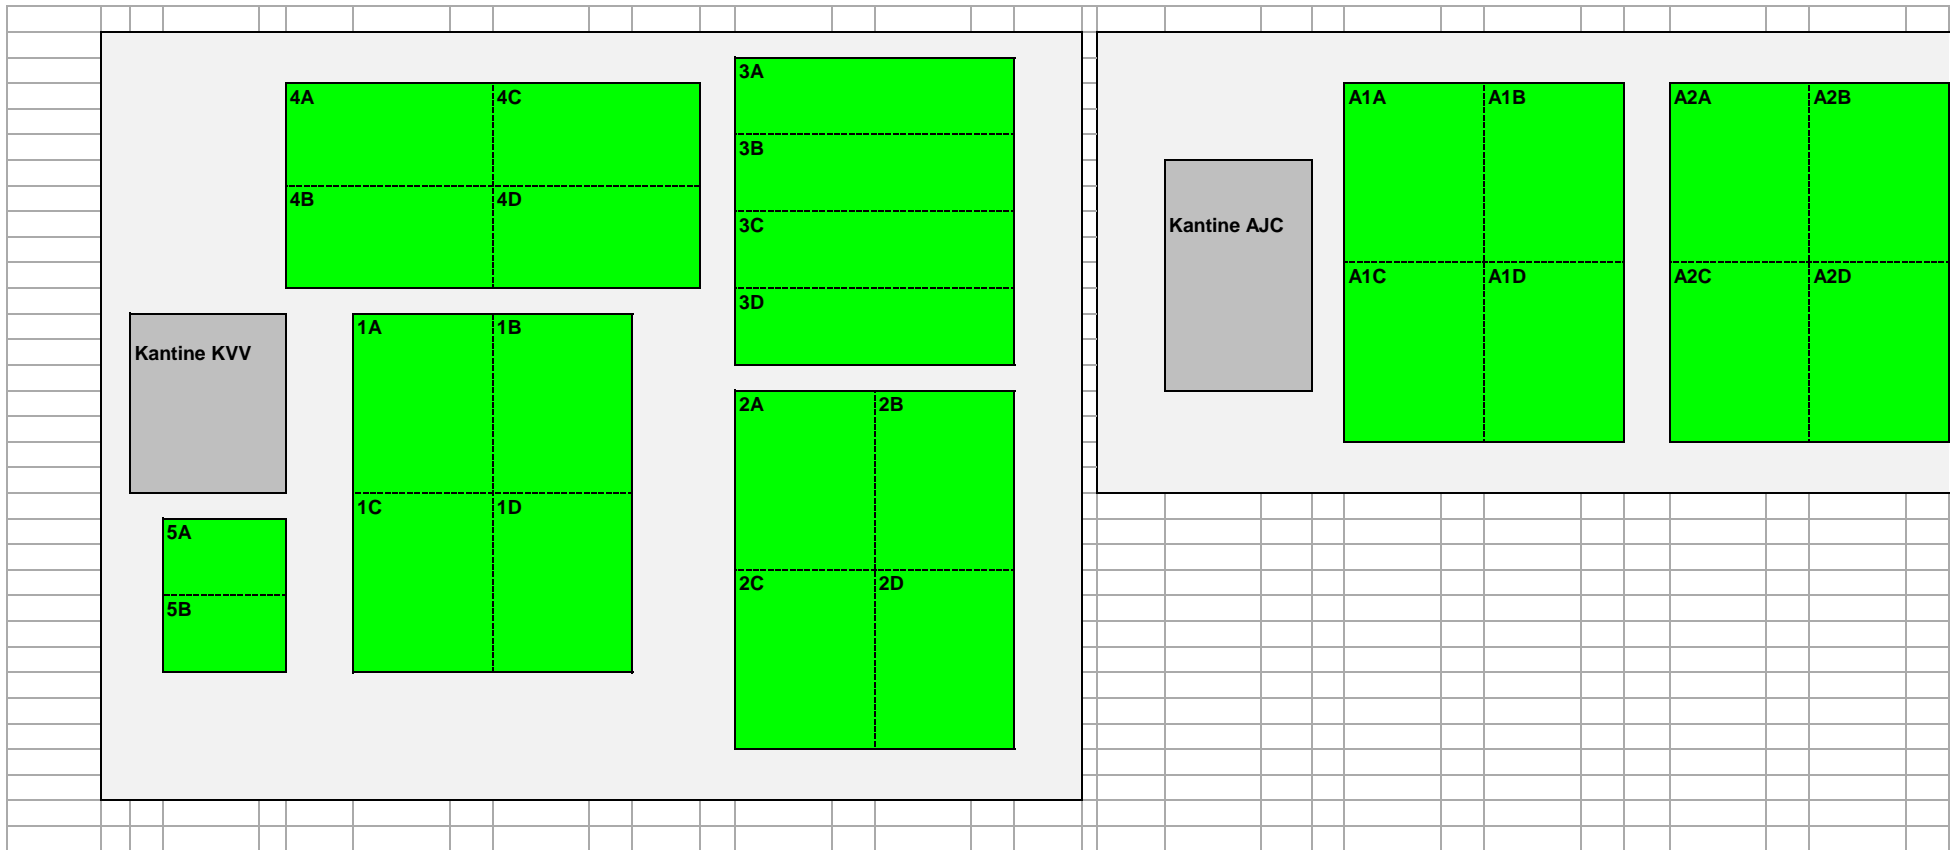 3A
4A
4C
A1A
A1B
A2A
A2B
3B
4B
4D
3C
Kantine AJC
A1C
A1D
A2C
A2D
3D
1A
1B
Kantine KVV
2A
2B
1C
1D
5A
2C
2D
5B